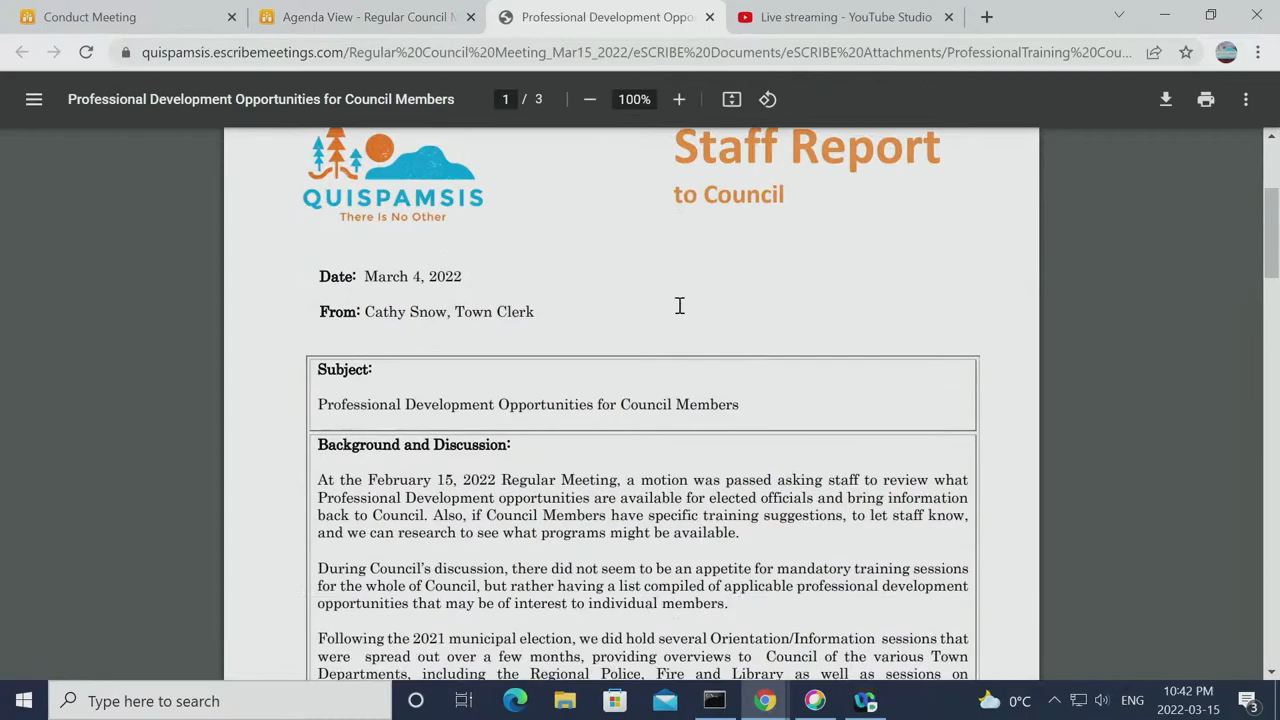 Conduct Meeting
Agenda View - Regular Council M
Professional Development Oppo
Live streaming - YouTube Studio
quispamsis.escribemeetings.com/Regular%20Council%20Meeting_Mar15_2022/eSCRIBE%20Documents/eSCRIBE%20Attachments/ProfessionalTraining%20Cou...
Professional Development Opportunities for Council Members
1 / 3
100%
Staff Report
to Council
QUISPAMSIS
There Is No Other
Date: March 4, 2022
From: Cathy Snow, Town Clerk
Subject:
Professional Development Opportunities for Council Members
Background and Discussion:
At the February 15, 2022 Regular Meeting, a motion was passed asking staff to review what
Professional Development opportunities are available for elected officials and bring information
back to Council. Also, if Council Members have specific training suggestions, to let staff know,
and we can research to see what programs might be available.
During Council's discussion, there did not seem to be an appetite for mandatory training sessions
for the whole of Council, but rather having a list compiled of applicable professional development
opportunities that may be of interest to individual members.
Following the 2021 municipal election, we did hold several Orientation/Information sessions that
were spread out over a few months, providing overviews to Council of the various Town
Departments, including the Regional Police, Fire and Library as well as sessions on
Type here to search
0°C
ENG
10:42 PM
2022-03-15
3